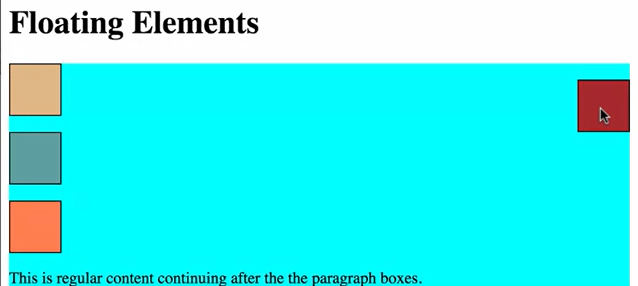 Floating Elements
This is regular content continuing after the the paragraph boxes.